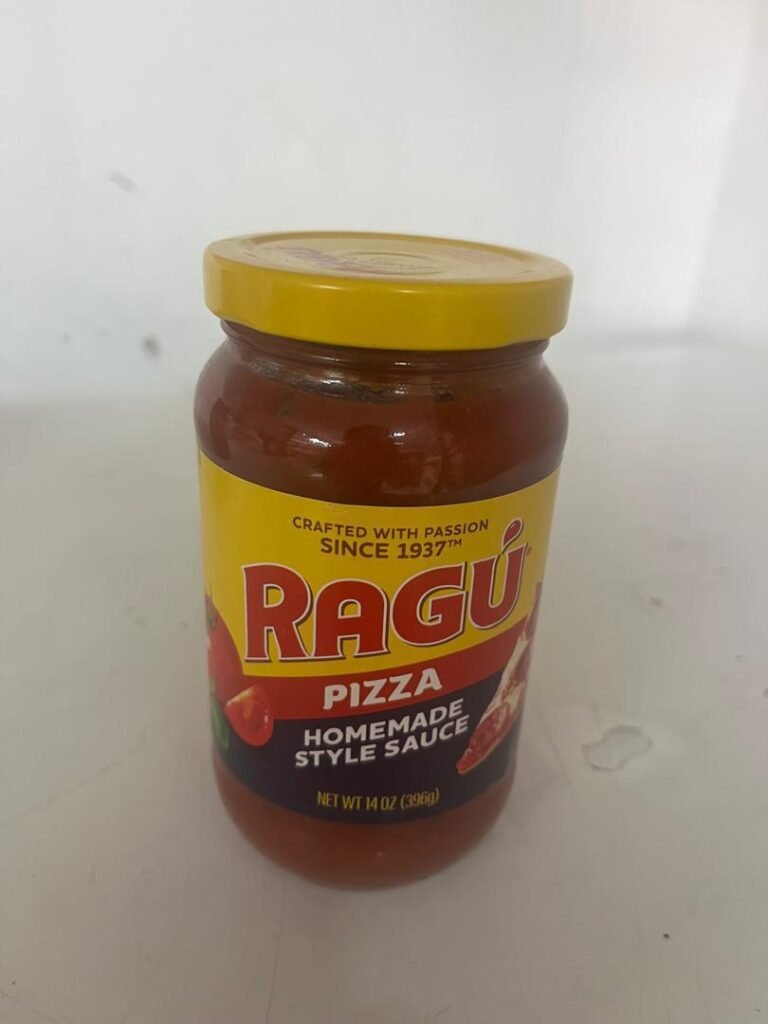 CRAFTED WITH PASSION
SINCE 1937™
RAGÚ®
PIZZA
HOMEMADE
STYLE SAUCE
NET WT 14 OZ (396g)